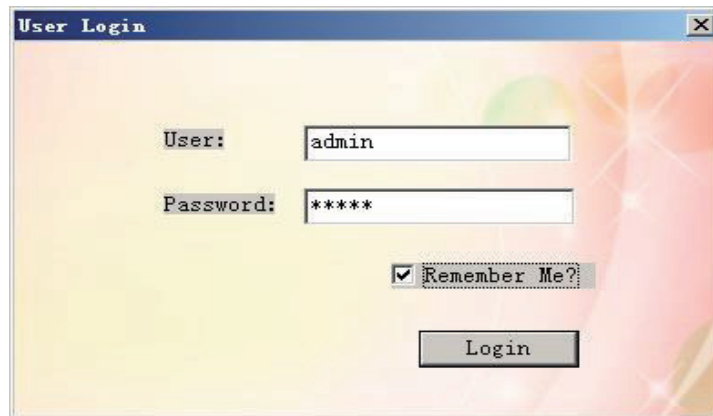 User Login
User: admin
Password: *****
Remember Me?
Login